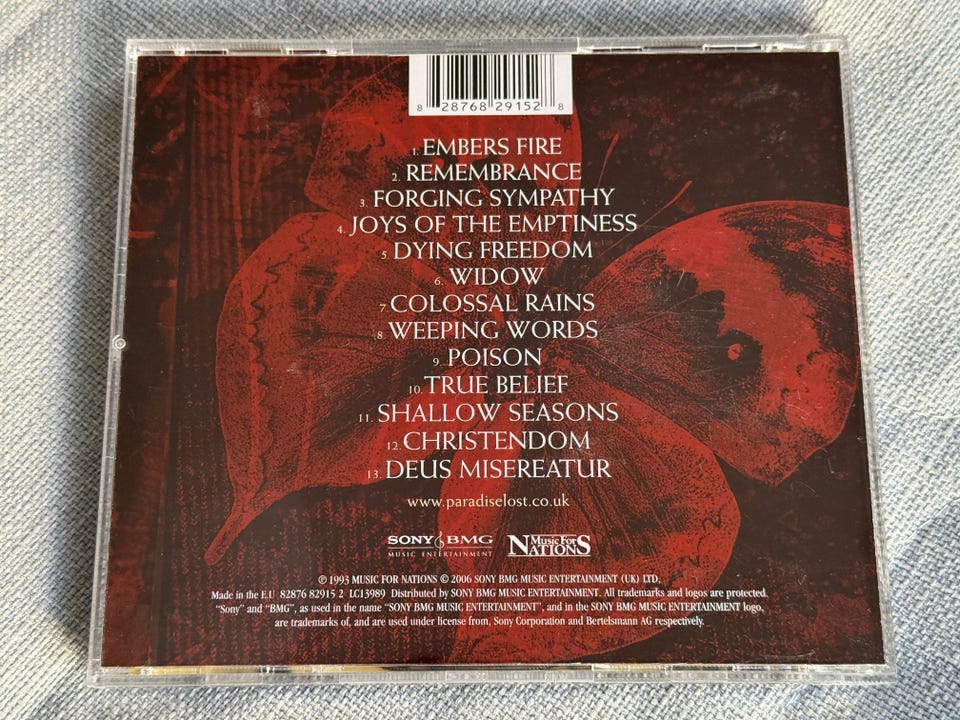 8 28768 29152 8
1. EMBERS FIRE
2. REMEMBRANCE
3. FORGING SYMPATHY
4. JOYS OF THE EMPTINESS
5. DYING FREEDOM
6. WIDOW
7. COLOSSAL RAINS
8. WEEPING WORDS
9. POISON
10. TRUE BELIEF
11. SHALLOW SEASONS
12. CHRISTENDOM
13. DEUS MISEREATUR
www.paradiselost.co.uk
SONY BMG
MUSIC ENTERTAINMENT
Music For
NATIONS
℗ 1993 MUSIC FOR NATIONS © 2006 SONY BMG MUSIC ENTERTAINMENT (UK) LTD.
Made in the E.U 82876 82915 2 LC13989 Distributed by SONY BMG MUSIC ENTERTAINMENT. All trademarks and logos are protected.
"Sony" and "BMG", as used in the name "SONY BMG MUSIC ENTERTAINMENT", and in the SONY BMG MUSIC ENTERTAINMENT logo,
are trademarks of, and are used under license from, Sony Corporation and Bertelsmann AG respectively.